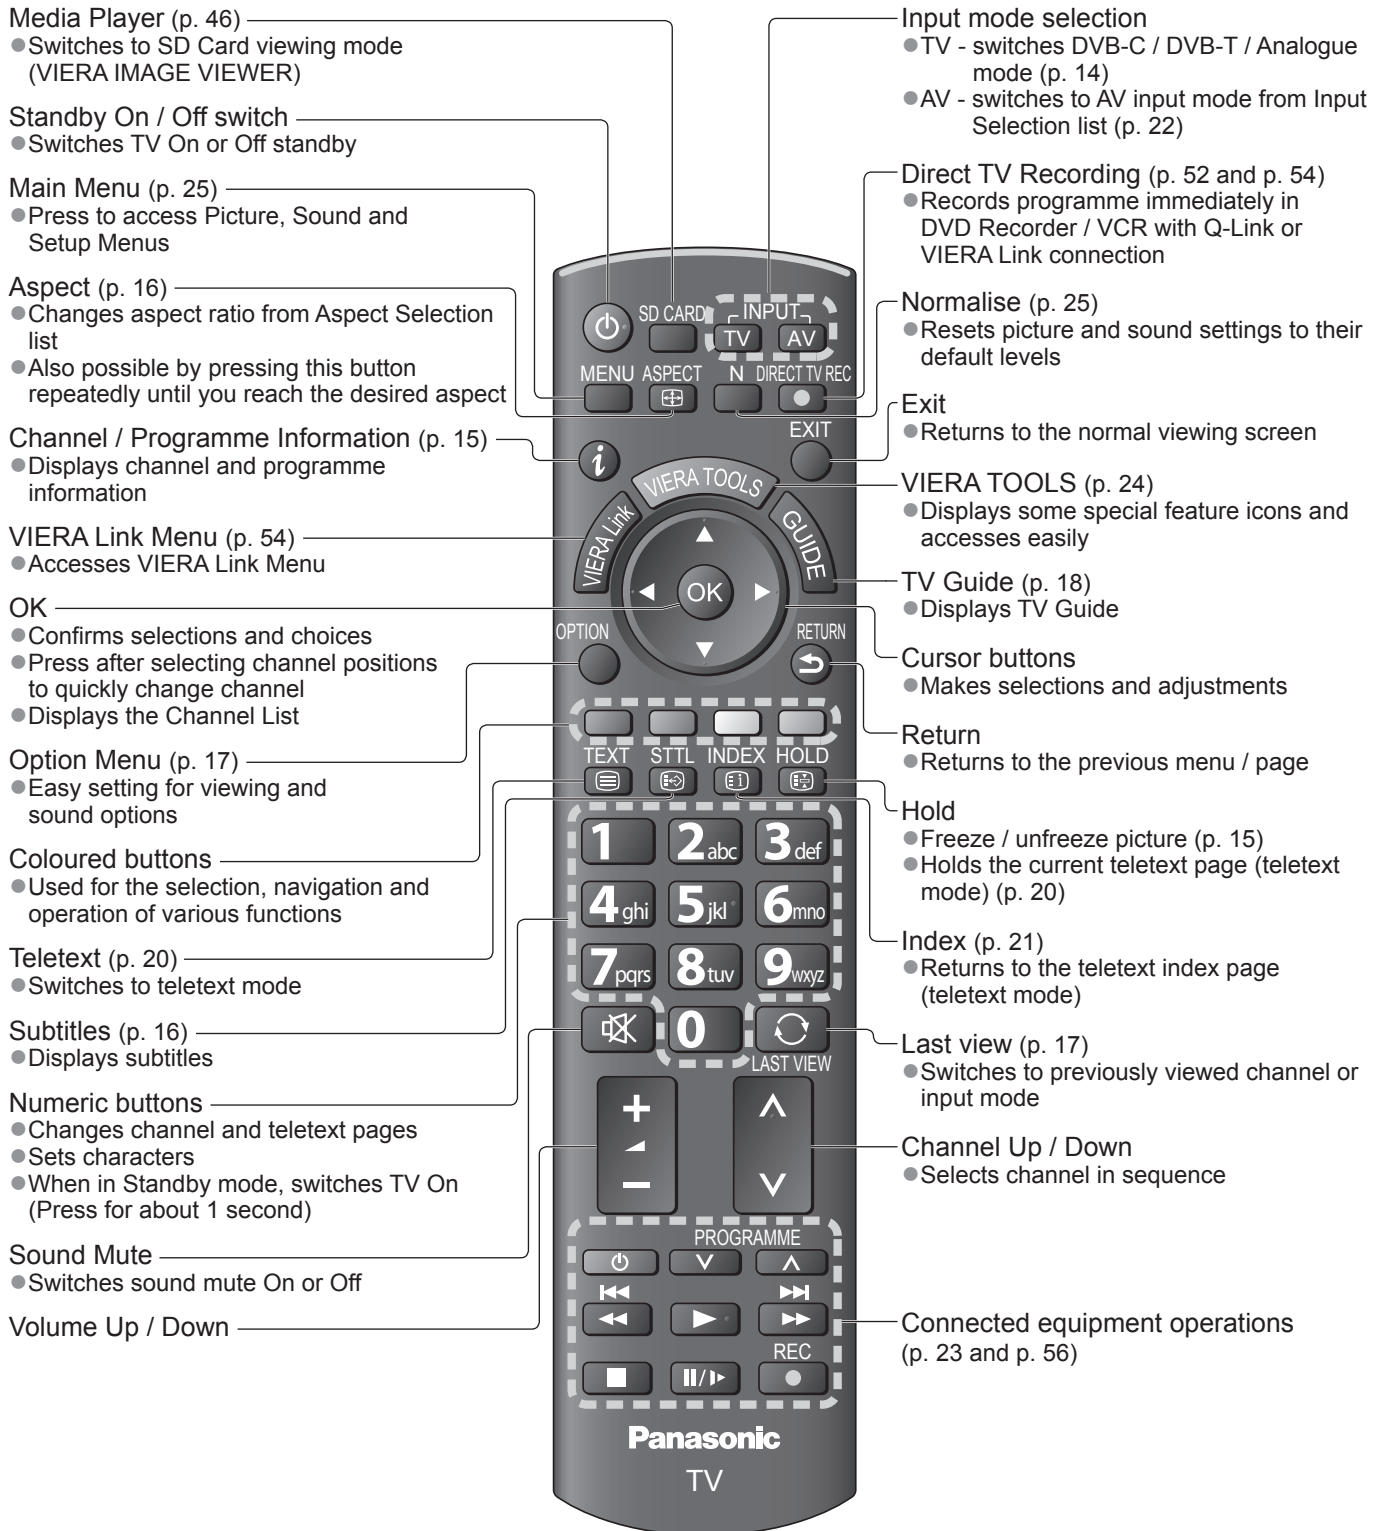 Media Player (p. 46)
●Switches to SD Card viewing mode
(VIERA IMAGE VIEWER)
Standby On / Off switch
●Switches TV On or Off standby
Main Menu (p. 25)
●Press to access Picture, Sound and
Setup Menus
Aspect (p. 16)
●Changes aspect ratio from Aspect Selection
list
●Also possible by pressing this button
repeatedly until you reach the desired aspect
Channel / Programme Information (p. 15)
●Displays channel and programme
information
VIERA Link Menu (p. 54)
●Accesses VIERA Link Menu
OK
●Confirms selections and choices
●Press after selecting channel positions
to quickly change channel
●Displays the Channel List
Option Menu (p. 17)
●Easy setting for viewing and
sound options
Coloured buttons
●Used for the selection, navigation and
operation of various functions
Teletext (p. 20)
●Switches to teletext mode
Subtitles (p. 16)
●Displays subtitles
Numeric buttons
●Changes channel and teletext pages
●Sets characters
●When in Standby mode, switches TV On
(Press for about 1 second)
Sound Mute
●Switches sound mute On or Off
Volume Up / Down
SD CARD
INPUT
TV AV
MENU ASPECT N DIRECT TV REC
EXIT
i
VIERA TOOLS
VIERA Link
GUIDE
OK
OPTION
RETURN
TEXT STTL INDEX HOLD
1 2 abc 3 def
4 ghi 5 jkl 6 mno
7 pqrs 8 tuv 9 wxyz
0
LAST VIEW
+
−
PROGRAMME
REC
Panasonic
TV
Input mode selection
●TV - switches DVB-C / DVB-T / Analogue
mode (p. 14)
●AV - switches to AV input mode from Input
Selection list (p. 22)
Direct TV Recording (p. 52 and p. 54)
●Records programme immediately in
DVD Recorder / VCR with Q-Link or
VIERA Link connection
Normalise (p. 25)
●Resets picture and sound settings to their
default levels
Exit
●Returns to the normal viewing screen
VIERA TOOLS (p. 24)
●Displays some special feature icons and
accesses easily
TV Guide (p. 18)
●Displays TV Guide
Cursor buttons
●Makes selections and adjustments
Return
●Returns to the previous menu / page
Hold
●Freeze / unfreeze picture (p. 15)
●Holds the current teletext page (teletext
mode) (p. 20)
Index (p. 21)
●Returns to the teletext index page
(teletext mode)
Last view (p. 17)
●Switches to previously viewed channel or
input mode
Channel Up / Down
●Selects channel in sequence
Connected equipment operations
(p. 23 and p. 56)